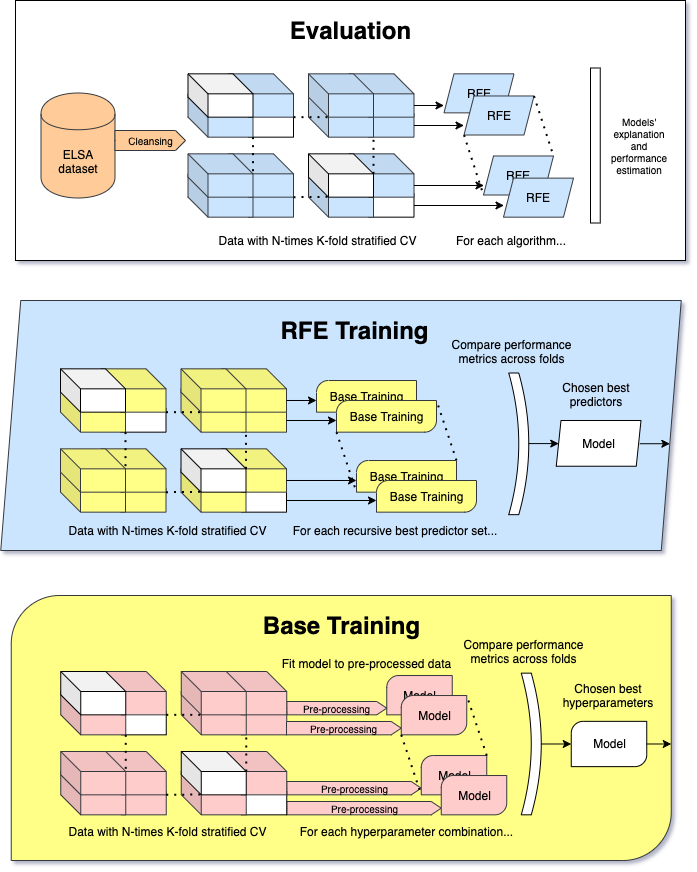 Evaluation
ELSA
dataset
Cleansing
RFE
RFE
RFE
RFE
Models'
explanation
and
performance
estimation
Data with N-times K-fold stratified CV
For each algorithm...
RFE Training
Compare performance
metrics across folds
Base Training
Base Training
Base Training
Base Training
Chosen best
predictors
Model
Data with N-times K-fold stratified CV
For each recursive best predictor set...
Base Training
Fit model to pre-processed data
Compare performance
metrics across folds
Pre-processing
Model
Pre-processing
Model
Pre-processing
Model
Pre-processing
Model
Chosen best
hyperparameters
Model
Data with N-times K-fold stratified CV
For each hyperparameter combination...